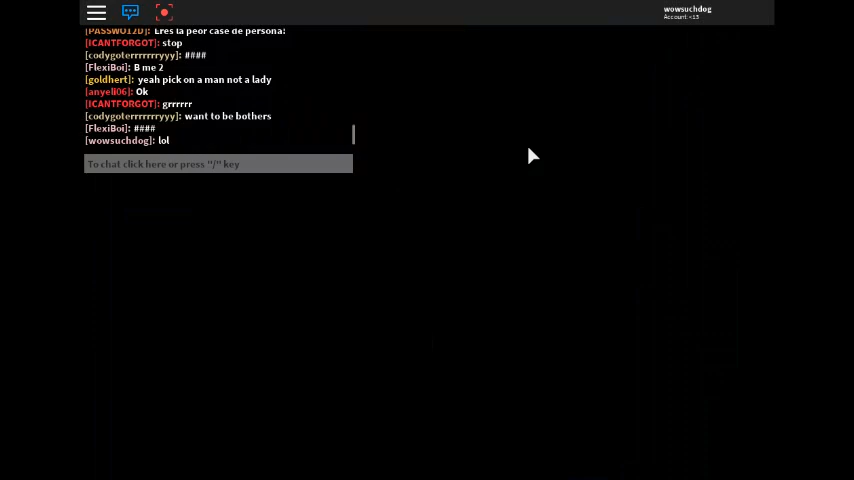 wowsuchdog
Account: <13
[PASSWO12D]: Eres la peor case de persona!
[ICANTFORGOT]: stop
[codygoterrrrrrryyy]: ####
[FlexiBoi]: B me 2
[goldhert]: yeah pick on a man not a lady
[anyeli06]: Ok
[ICANTFORGOT]: grrrrrr
[codygoterrrrrrryyy]: want to be bothers
[FlexiBoi]: ####
[wowsuchdog]: lol
To chat click here or press "/" key